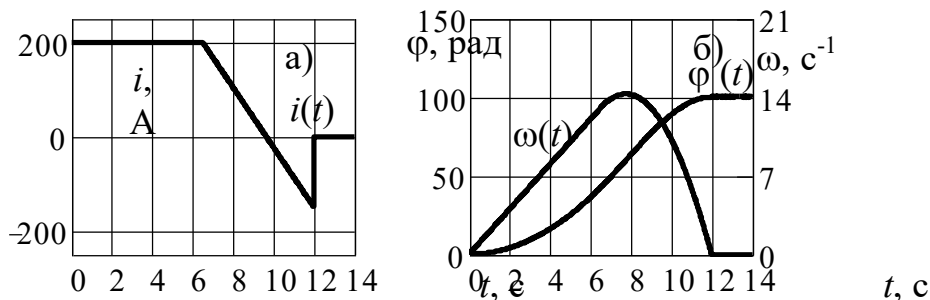 200
0
–200
i,
А
а)
i(t)
0 2 4 6 8 10 12 14
t, с
150
100
50
0
φ, рад
ω(t)
б)
φ (t)
21
14
7
0
ω, с⁻¹
0 2 4 6 8 10 12 14
t, с